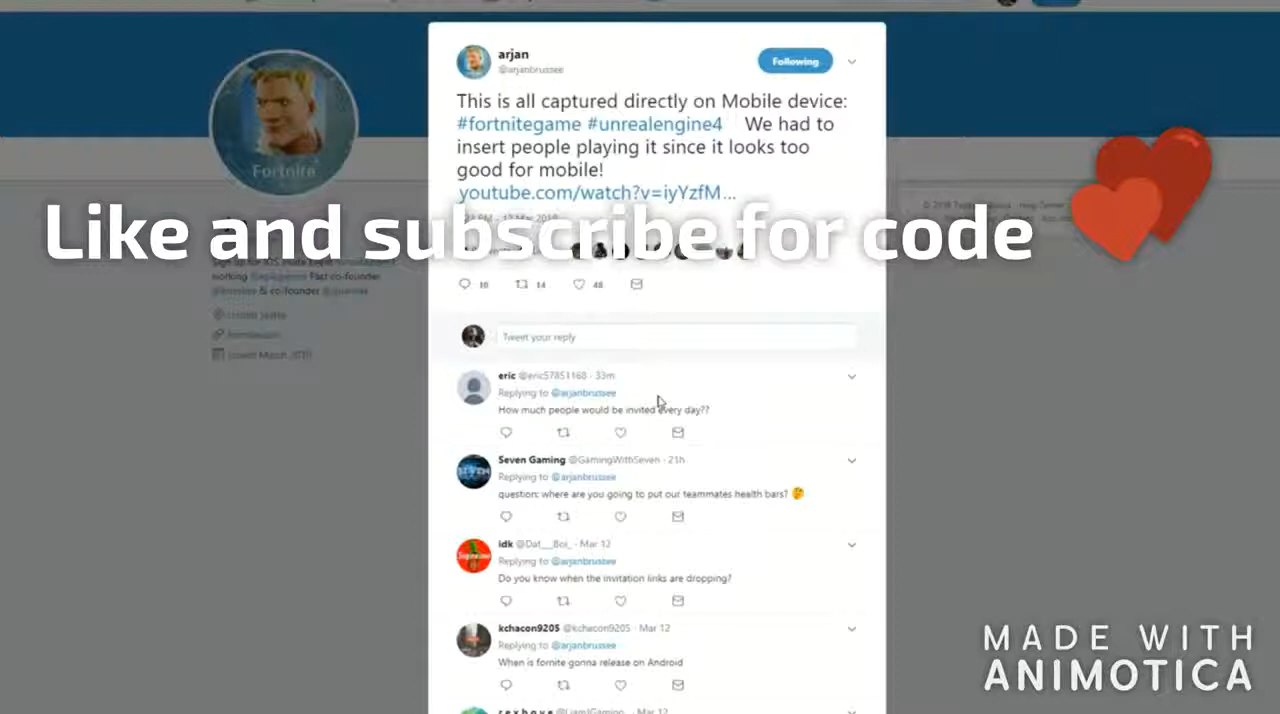 arjan
@arjanbrussee
Following
This is all captured directly on Mobile device:
#fortnitegame #unrealengine4 We had to
insert people playing it since it looks too
good for mobile!
youtube.com/watch?v=iyYzfM...
Fortnite
Like and subscribe for code
10 14 48
Tweet your reply
eric @eric57851168 · 33m
Replying to @arjanbrussee
How much people would be invited every day??
Seven Gaming @GamingWithSeven · 21h
Replying to @arjanbrussee
question: where are you going to put our teammates health bars? 🤔
idk @Dat__Boi_ · Mar 12
Replying to @arjanbrussee
Do you know when the invitation links are dropping?
kchacon9205 @kchacon9205 · Mar 12
Replying to @arjanbrussee
When is fornite gonna release on Android
Mar 12
MADE WITH
ANIMOTICA